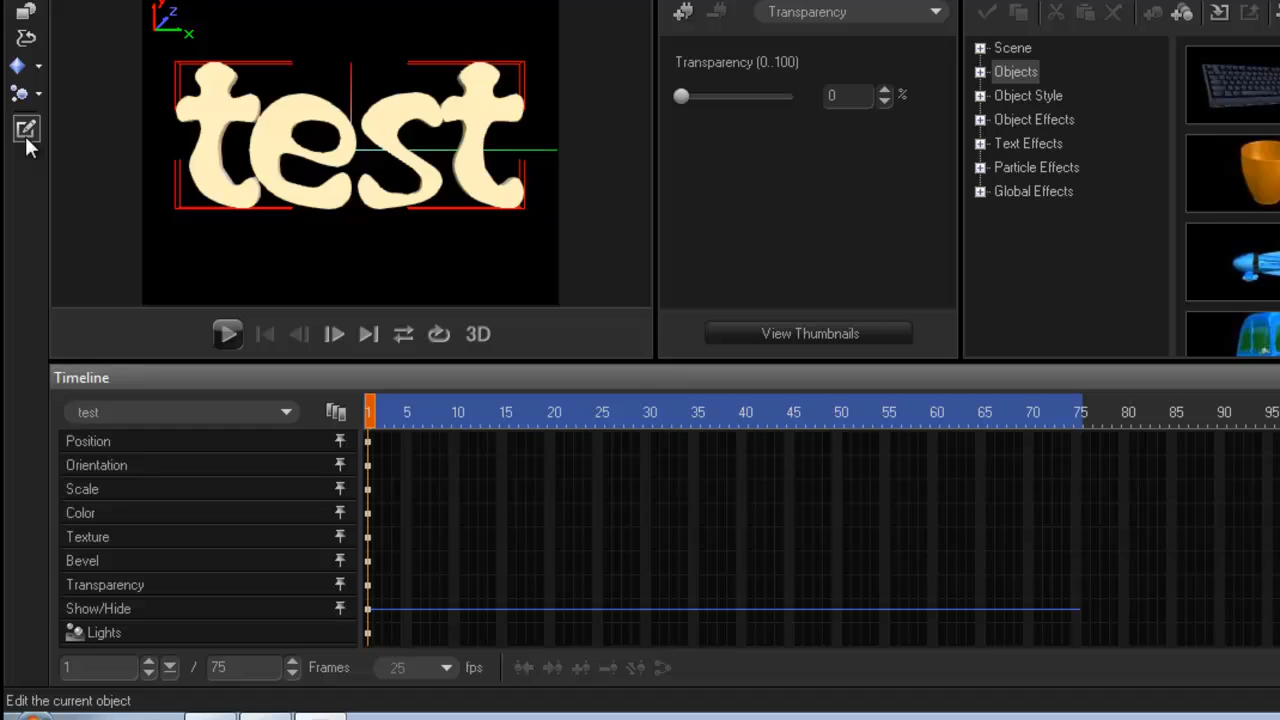 Y
Z
X
test
Transparency
Transparency (0..100)
0 %
View Thumbnails
Scene
Objects
Object Style
Object Effects
Text Effects
Particle Effects
Global Effects
3D
Timeline
test
1 5 10 15 20 25 30 35 40 45 50 55 60 65 70 75 80 85 90 95
Position
Orientation
Scale
Color
Texture
Bevel
Transparency
Show/Hide
Lights
1 / 75 Frames 25 fps
Edit the current object